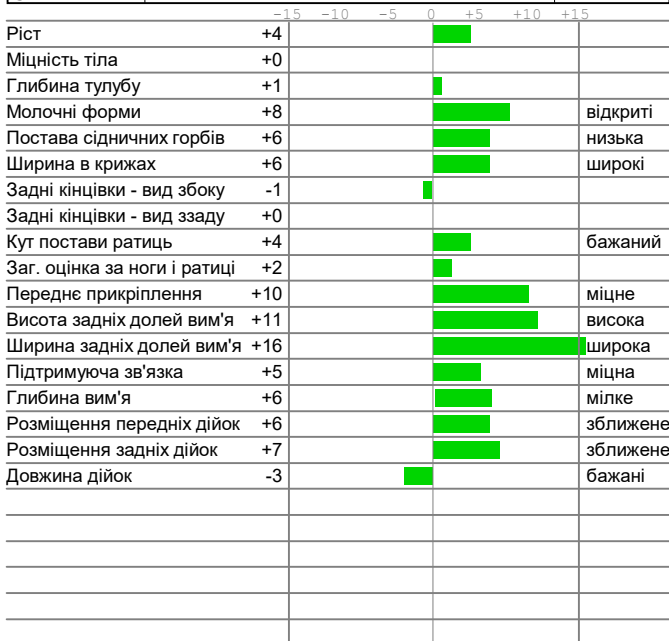 -15 -10 -5 0 +5 +10 +15
Ріст +4
Міцність тіла +0
Глибина тулубу +1
Молочні форми +8 відкриті
Постава сідничних горбів +6 низька
Ширина в крижах +6 широкі
Задні кінцівки - вид збоку -1
Задні кінцівки - вид ззаду +0
Кут постави ратиць +4 бажаний
Заг. оцінка за ноги і ратиці +2
Переднє прикріплення +10 міцне
Висота задніх долей вим'я +11 висока
Ширина задніх долей вим'я +16 широка
Підтримуюча зв'язка +5 міцна
Глибина вим'я +6 мілке
Розміщення передніх дійок +6 зближене
Розміщення задніх дійок +7 зближене
Довжина дійок -3 бажані